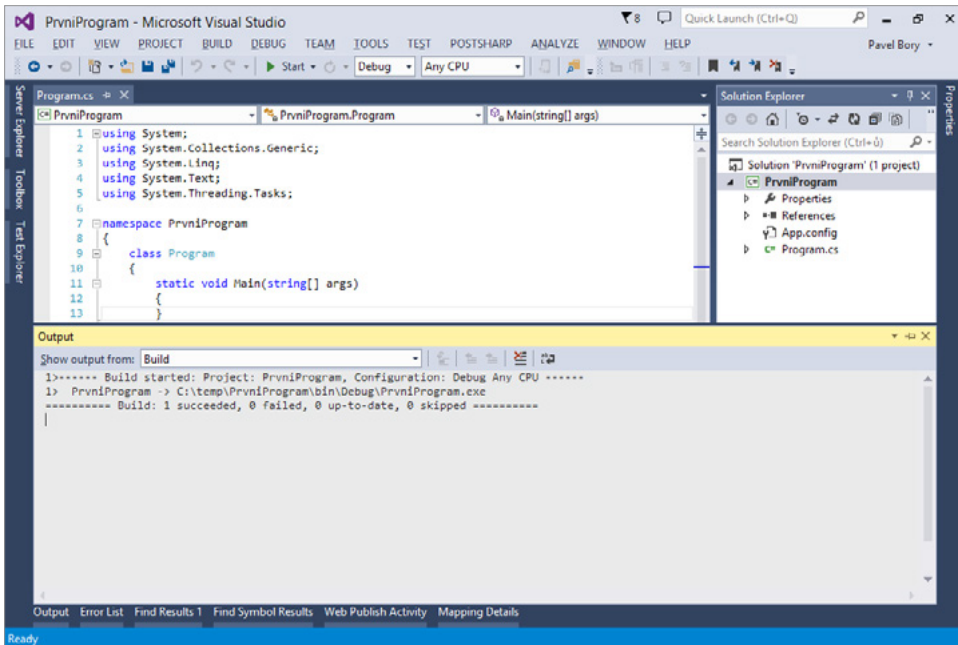 PrvniProgram - Microsoft Visual Studio
8
Quick Launch (Ctrl+Q)
FILE EDIT VIEW PROJECT BUILD DEBUG TEAM TOOLS TEST POSTSHARP ANALYZE WINDOW HELP
Pavel Bory
Start Debug Any CPU
Server Explorer
Toolbox
Test Explorer
Program.cs
PrvniProgram PrvniProgram.Program Main(string[] args)
1 using System;
2 using System.Collections.Generic;
3 using System.Linq;
4 using System.Text;
5 using System.Threading.Tasks;
6
7 namespace PrvniProgram
8 {
9 class Program
10 {
11 static void Main(string[] args)
12 {
13 }
Solution Explorer
Search Solution Explorer (Ctrl+ů)
Solution 'PrvniProgram' (1 project)
PrvniProgram
Properties
References
App.config
C# Program.cs
Properties
Output
Show output from: Build
1>------ Build started: Project: PrvniProgram, Configuration: Debug Any CPU ------
1> PrvniProgram -> C:\temp\PrvniProgram\bin\Debug\PrvniProgram.exe
========== Build: 1 succeeded, 0 failed, 0 up-to-date, 0 skipped ==========
Output Error List Find Results 1 Find Symbol Results Web Publish Activity Mapping Details
Ready